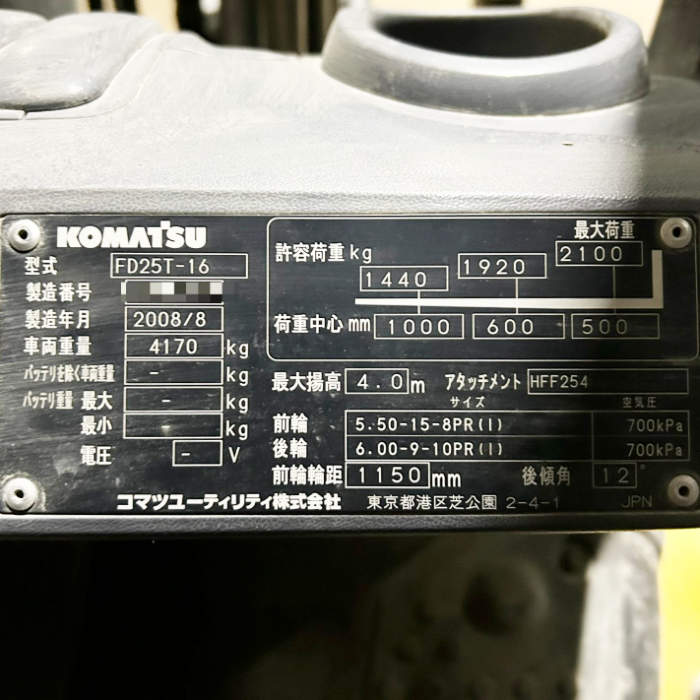 KOMATSU
型式 FD25T-16
製造番号
製造年月 2008/8
車両重量 4170 kg
バッテリを除く車両重量 - kg
バッテリ重量 最大 - kg
最小 - kg
電圧 - V
最大荷重
許容荷重 kg 1440 1920 2100
荷重中心 mm 1000 600 500
最大揚高 4.0 m アタッチメント HFF254
サイズ 空気圧
前輪 5.50-15-8PR(I) 700kPa
後輪 6.00-9-10PR(I) 700kPa
前輪輪距 1150 mm 後傾角 12°
コマツユーティリティ株式会社 東京都港区芝公園 2-4-1 JPN